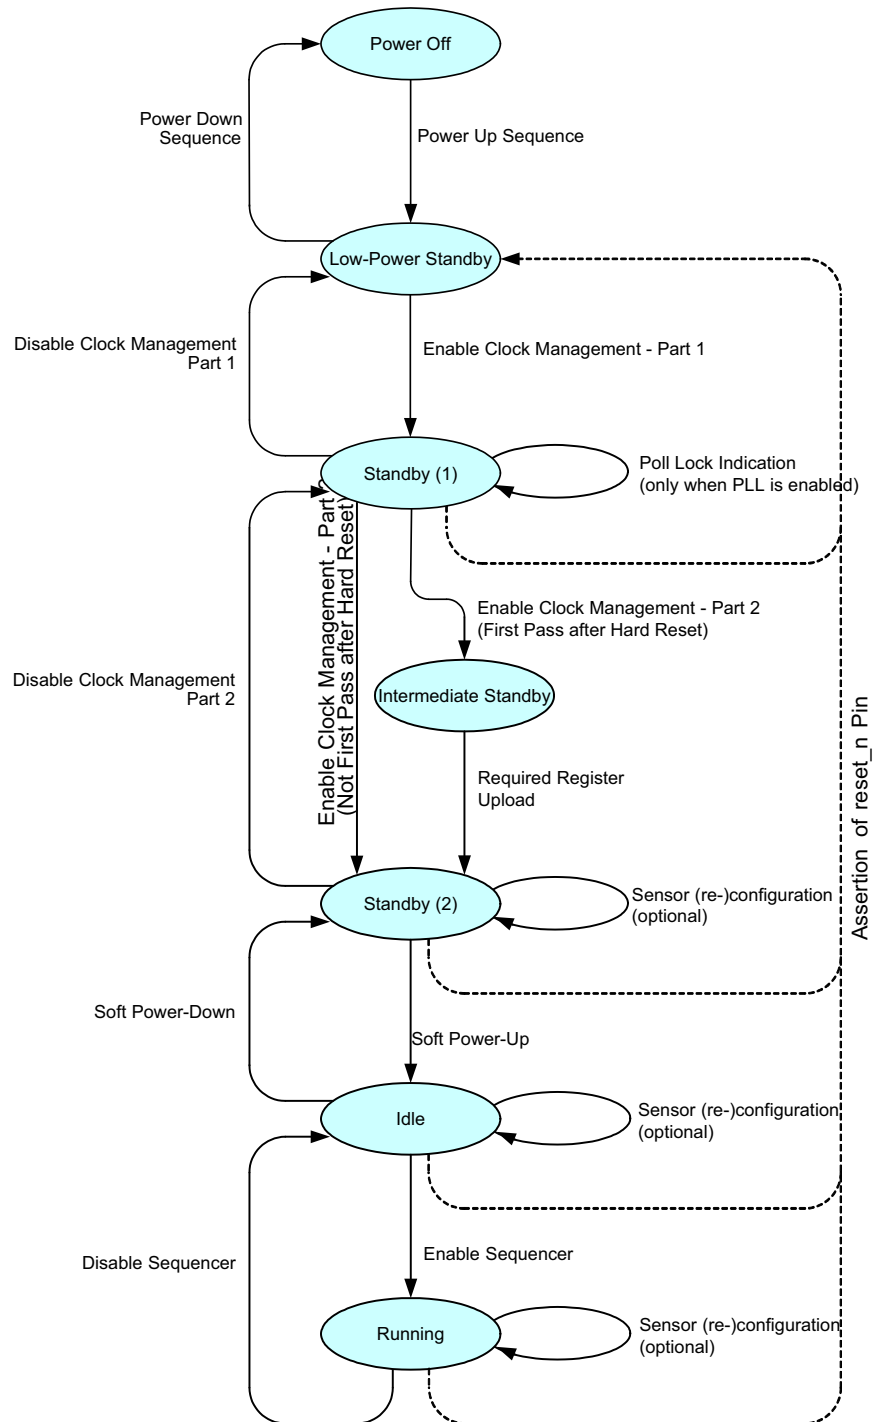 Power Off
Power Down
Sequence
Power Up Sequence
Low-Power Standby
Disable Clock Management
Part 1
Enable Clock Management - Part 1
Standby (1)
Poll Lock Indication
(only when PLL is enabled)
Enable Clock Management - Part
(Not First Pass after Hard Reset)
Enable Clock Management - Part 2
(First Pass after Hard Reset)
Disable Clock Management
Part 2
Intermediate Standby
Assertion of reset_n Pin
Required Register
Upload
Standby (2)
Sensor (re-)configuration
(optional)
Soft Power-Down
Soft Power-Up
Idle
Sensor (re-)configuration
(optional)
Disable Sequencer
Enable Sequencer
Running
Sensor (re-)configuration
(optional)